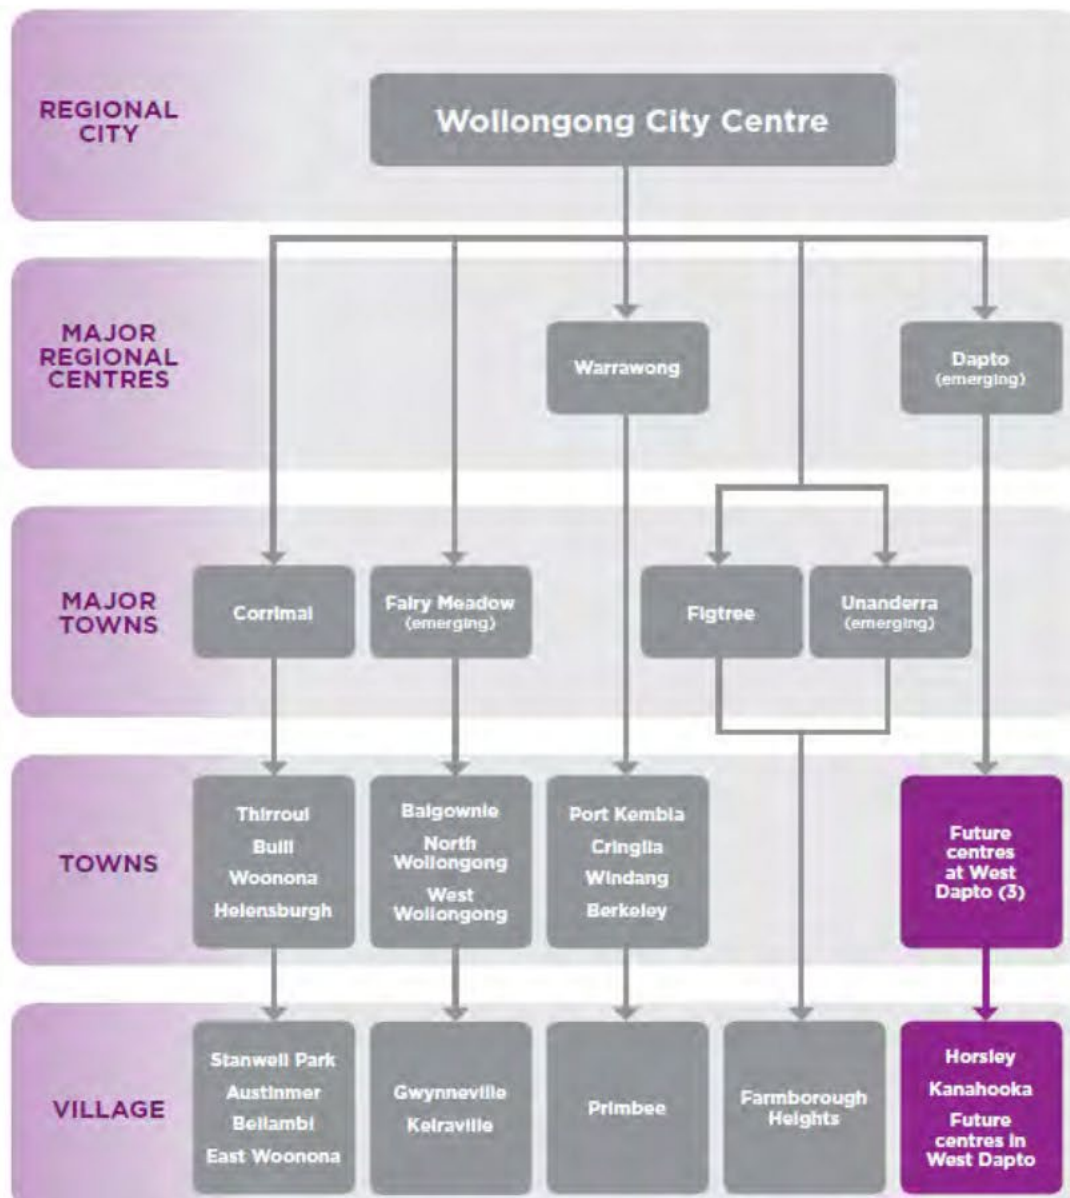 REGIONAL
CITY
Wollongong City Centre
MAJOR
REGIONAL
CENTRES
Warrawong
Dapto
(emerging)
MAJOR
TOWNS
Corrimal
Fairy Meadow
(emerging)
Figtree
Unanderra
(emerging)
TOWNS
Thirroul
Bulli
Woonona
Helensburgh
Balgownie
North
Wollongong
West
Wollongong
Port Kembla
Cringila
Windang
Berkeley
Future
centres
at West
Dapto (3)
VILLAGE
Stanwell Park
Austinmer
Bellambi
East Woonona
Gwynneville
Keiraville
Primbee
Farmborough
Heights
Horsley
Kanahooka
Future
centres in
West Dapto